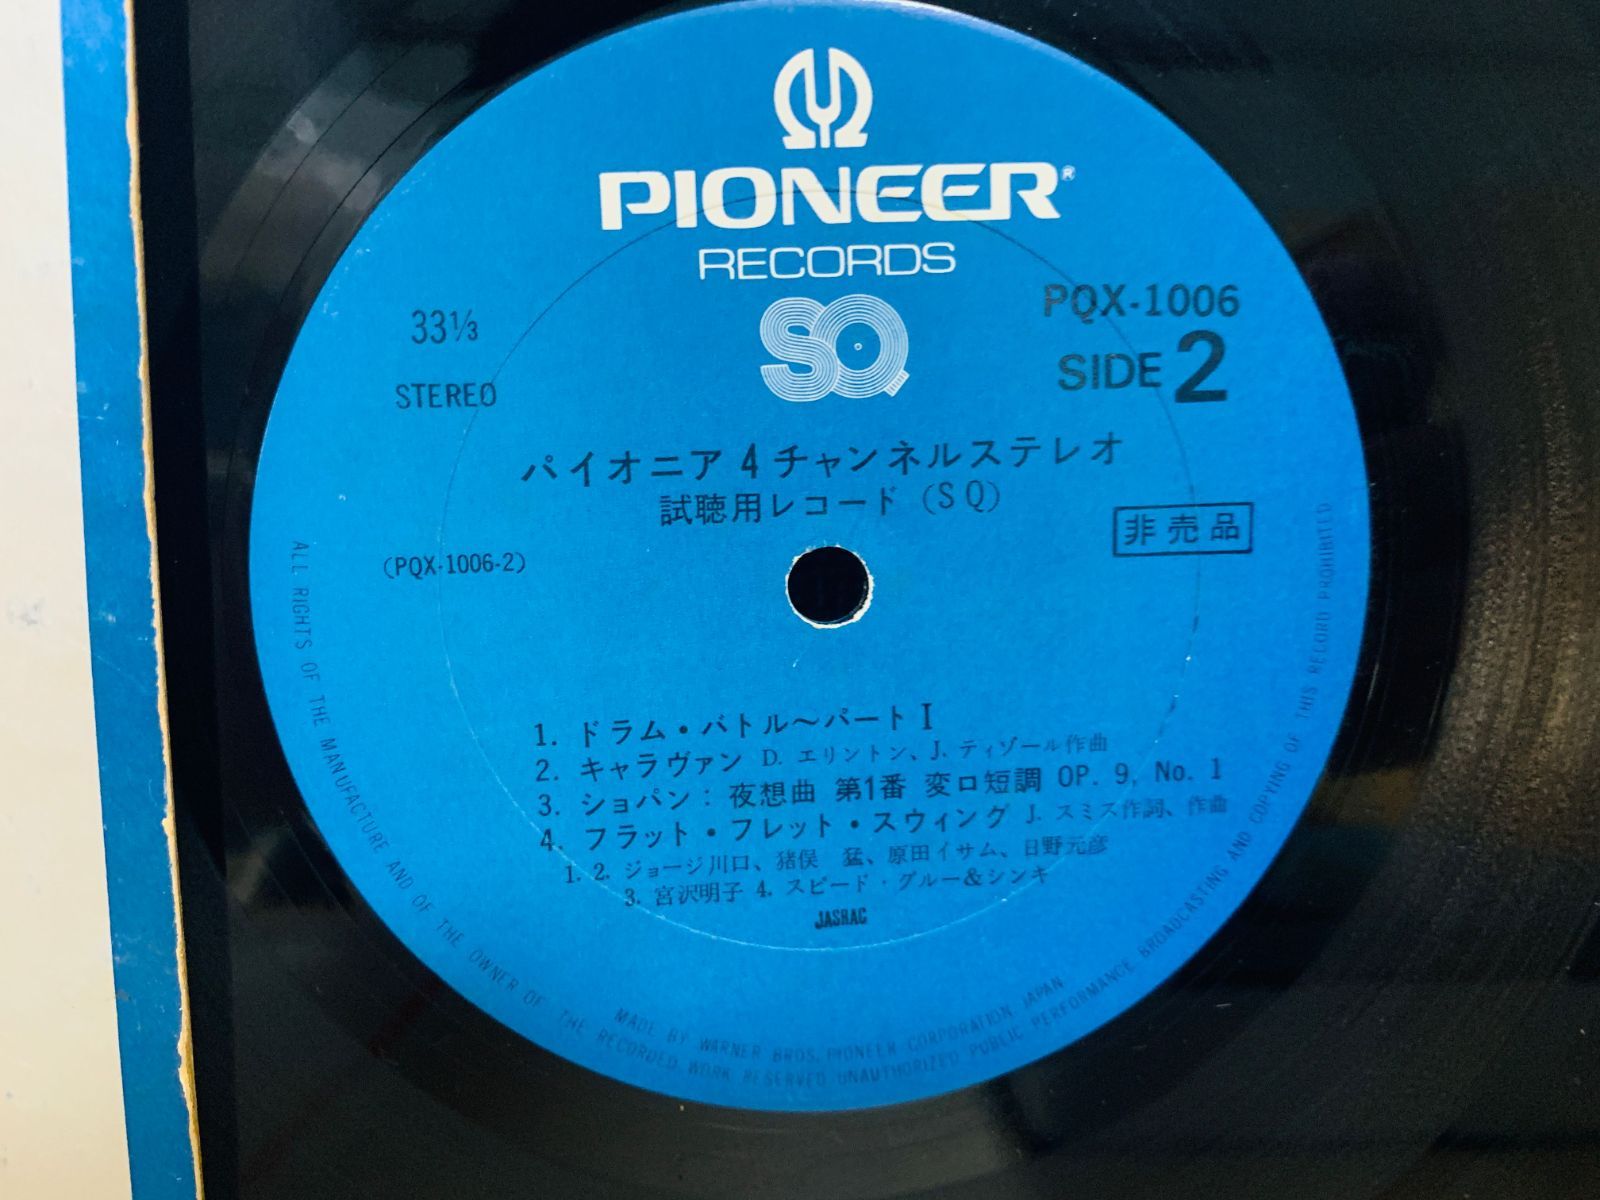 PIONEER®
RECORDS
SQ
33⅓
STEREO
PQX-1006
SIDE 2
パイオニア4チャンネルステレオ
試聴用レコード (SQ)
非売品
(PQX-1006-2)
1. ドラム・バトル〜パートI
2. キャラヴァン D. エリントン、J. ティゾール作曲
3. ショパン: 夜想曲 第1番 変ロ短調 OP. 9, No. 1
4. フラット・フレット・スウィング J. スミス作詞、作曲
1. 2. ジョージ川口、猪俣 猛、原田イサム、日野元彦
3. 宮沢明子 4. スピード・グルー&シンキ
JASRAC
MADE BY WARNER BROS. PIONEER CORPORATION, JAPAN
ALL RIGHTS OF THE MANUFACTURE AND OF THE OWNER OF THE RECORDED WORK RESERVED UNAUTHORIZED PUBLIC PERFORMANCE BROADCASTING AND COPYING OF THIS RECORD PROHIBITED